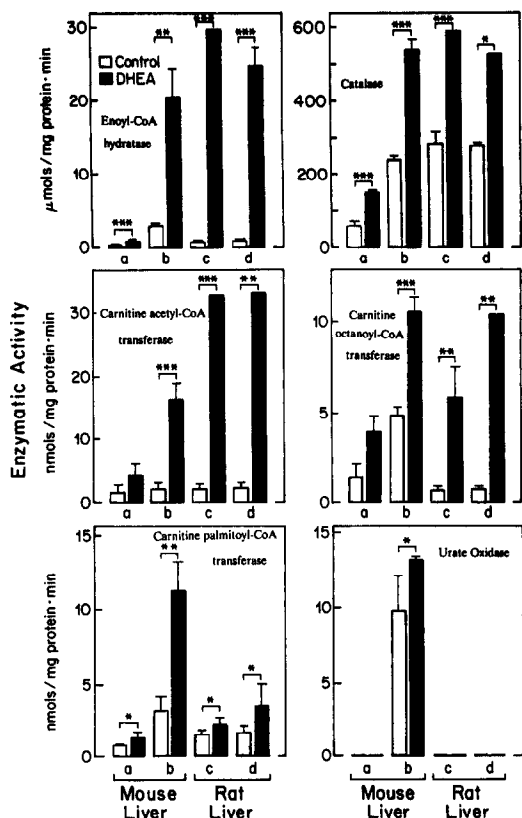 Enzymatic Activity
μmols/mg protein·min
30
20
10
0
Control
DHEA
Enoyl-CoA
hydratase
***
**
***
***
a
b
c
d
600
400
200
0
Catalase
***
***
***
*
a
b
c
d
nmols/mg protein·min
30
20
10
0
Carnitine acetyl-CoA
transferase
***
***
**
a
b
c
d
10
5
0
Carnitine
octanoyl-CoA
transferase
***
**
**
a
b
c
d
nmols/mg protein·min
15
10
5
0
Carnitine palmitoyl-CoA
transferase
*
**
*
*
a
b
c
d
Mouse
Liver
Rat
Liver
15
10
5
0
Urate Oxidase
*
a
b
c
d
Mouse
Liver
Rat
Liver